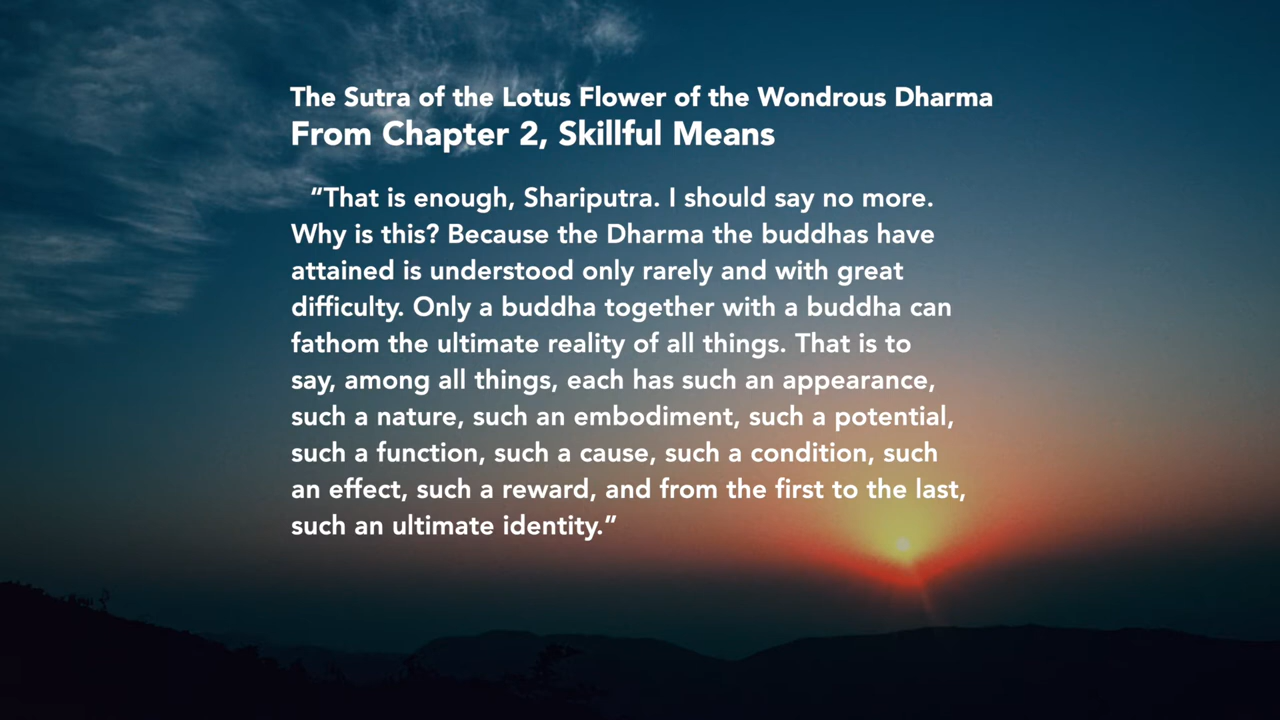 The Sutra of the Lotus Flower of the Wondrous Dharma
From Chapter 2, Skillful Means
“That is enough, Shariputra. I should say no more.
Why is this? Because the Dharma the buddhas have
attained is understood only rarely and with great
difficulty. Only a buddha together with a buddha can
fathom the ultimate reality of all things. That is to
say, among all things, each has such an appearance,
such a nature, such an embodiment, such a potential,
such a function, such a cause, such a condition, such
an effect, such a reward, and from the first to the last,
such an ultimate identity.”